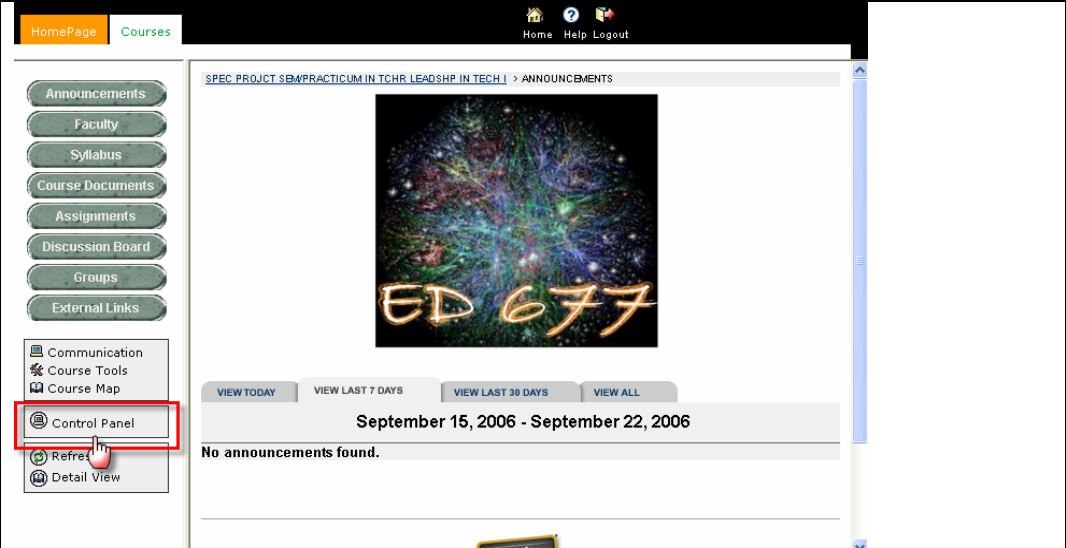 HomePage
Courses
Home Help Logout
SPEC PROJCT SEM/PRACTICUM IN TCHR LEADSHP IN TECH I > ANNOUNCEMENTS
Announcements
Faculty
Syllabus
Course Documents
Assignments
Discussion Board
Groups
External Links
Communication
Course Tools
Course Map
Control Panel
Detail View
ED 677
VIEW TODAY
VIEW LAST 7 DAYS
VIEW LAST 30 DAYS
VIEW ALL
September 15, 2006 - September 22, 2006
No announcements found.